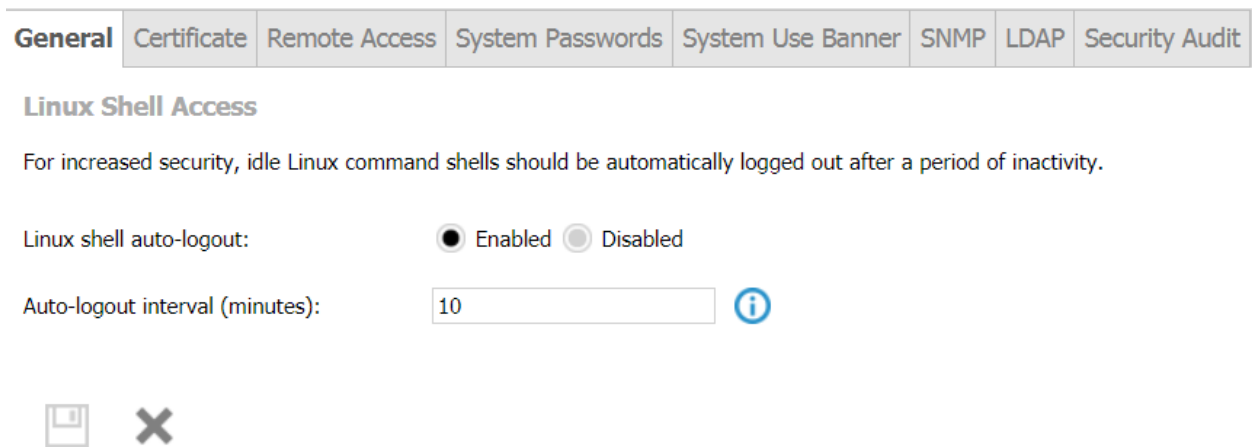 General Certificate Remote Access System Passwords System Use Banner SNMP LDAP Security Audit
Linux Shell Access
For increased security, idle Linux command shells should be automatically logged out after a period of inactivity.
Linux shell auto-logout: Enabled Disabled
Auto-logout interval (minutes): 10